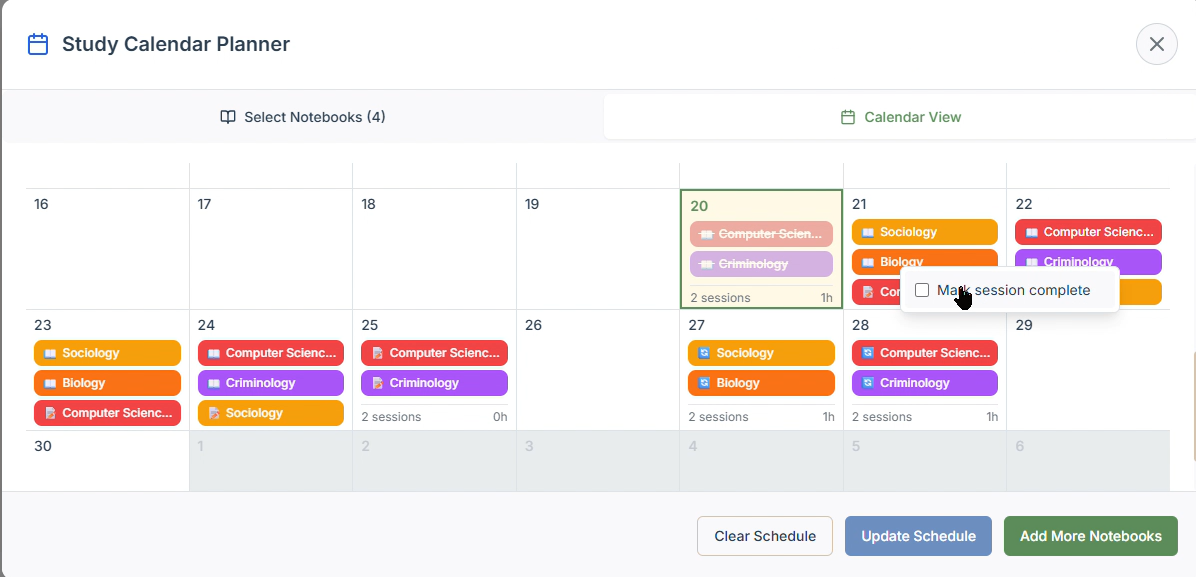 Study Calendar Planner
Select Notebooks (4)
Calendar View
16 17 18 19 20 21 22
Computer Scien...
Criminology
2 sessions 1h
Sociology
Biology
Computer Scienc...
Criminology
Mark session complete
23 24 25 26 27 28 29
Sociology
Biology
Computer Scienc...
Computer Scienc...
Criminology
Sociology
Computer Scienc...
Criminology
2 sessions 0h
Sociology
Biology
2 sessions 1h
Computer Scienc...
Criminology
2 sessions 1h
30 1 2 3 4 5 6
Clear Schedule
Update Schedule
Add More Notebooks